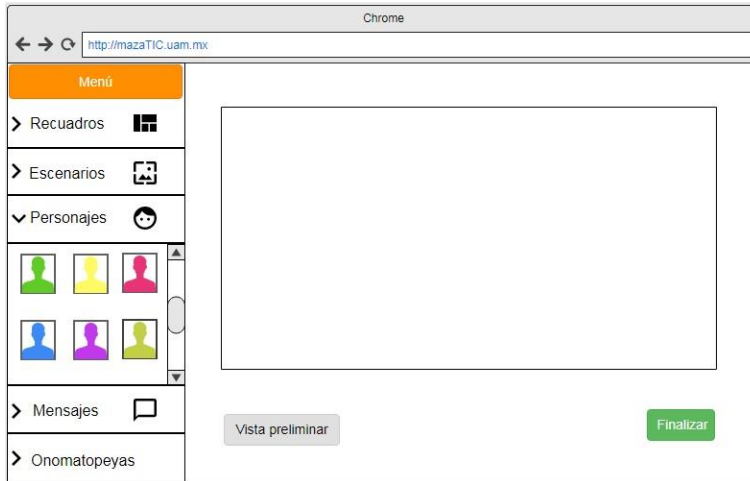 Chrome
http://mazaTIC.uam.mx
Menú
Recuadros
Escenarios
Personajes
Mensajes
Onomatopeyas
Vista preliminar
Finalizar